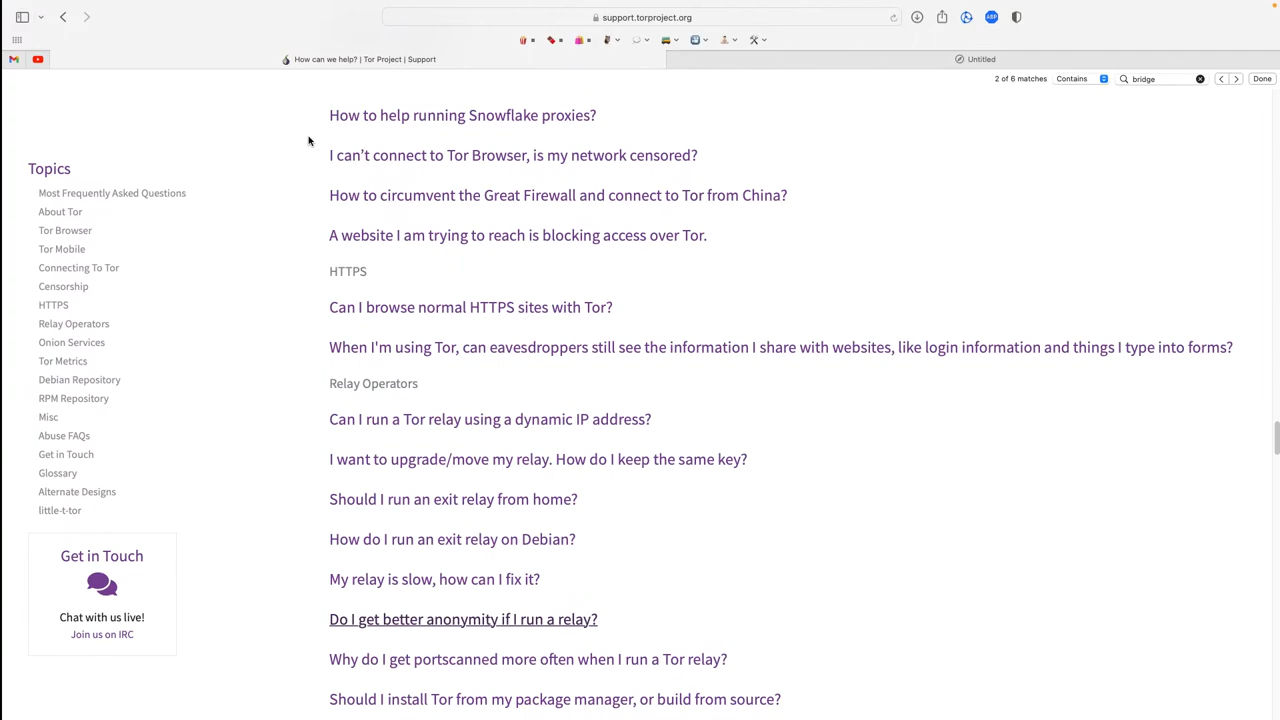 support.torproject.org
ABP
How can we help? | Tor Project | Support
Untitled
2 of 6 matches
Contains
bridge
Done
How to help running Snowflake proxies?
I can't connect to Tor Browser, is my network censored?
How to circumvent the Great Firewall and connect to Tor from China?
A website I am trying to reach is blocking access over Tor.
HTTPS
Can I browse normal HTTPS sites with Tor?
When I'm using Tor, can eavesdroppers still see the information I share with websites, like login information and things I type into forms?
Relay Operators
Can I run a Tor relay using a dynamic IP address?
I want to upgrade/move my relay. How do I keep the same key?
Should I run an exit relay from home?
How do I run an exit relay on Debian?
My relay is slow, how can I fix it?
Do I get better anonymity if I run a relay?
Why do I get portscanned more often when I run a Tor relay?
Should I install Tor from my package manager, or build from source?
Topics
Most Frequently Asked Questions
About Tor
Tor Browser
Tor Mobile
Connecting To Tor
Censorship
HTTPS
Relay Operators
Onion Services
Tor Metrics
Debian Repository
RPM Repository
Misc
Abuse FAQs
Get in Touch
Glossary
Alternate Designs
little-t-tor
Get in Touch
Chat with us live!
Join us on IRC